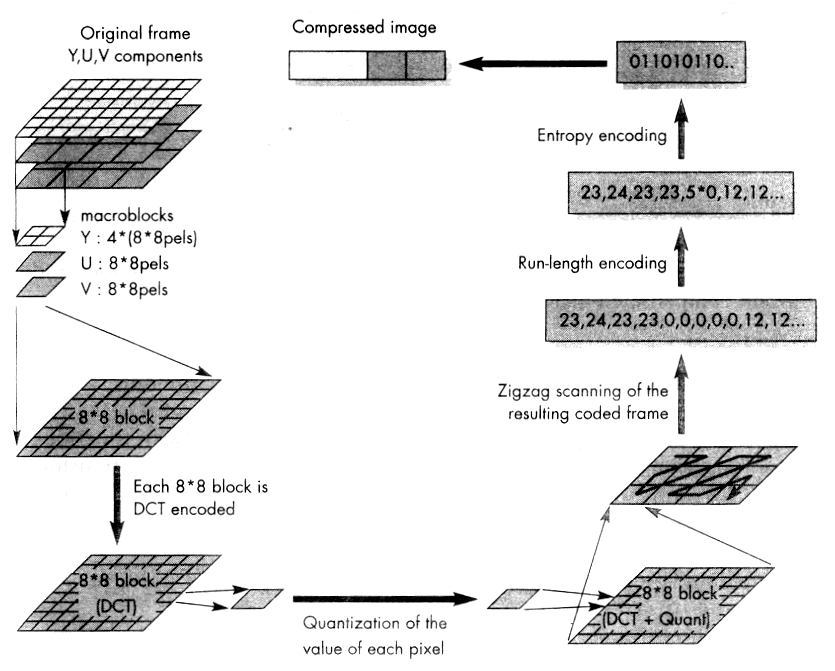 Original frame
Y,U,V components
Compressed image
011010110..
Entropy encoding
23,24,23,23,5*0,12,12...
macroblocks
Y : 4*(8*8pels)
U : 8*8pels
V : 8*8pels
Run-length encoding
23,24,23,23,0,0,0,0,0,12,12...
Zigzag scanning of the
resulting coded frame
8*8 block
Each 8*8 block is
DCT encoded
8*8 block
(DCT)
Quantization of the
value of each pixel
8*8 block
(DCT + Quant)